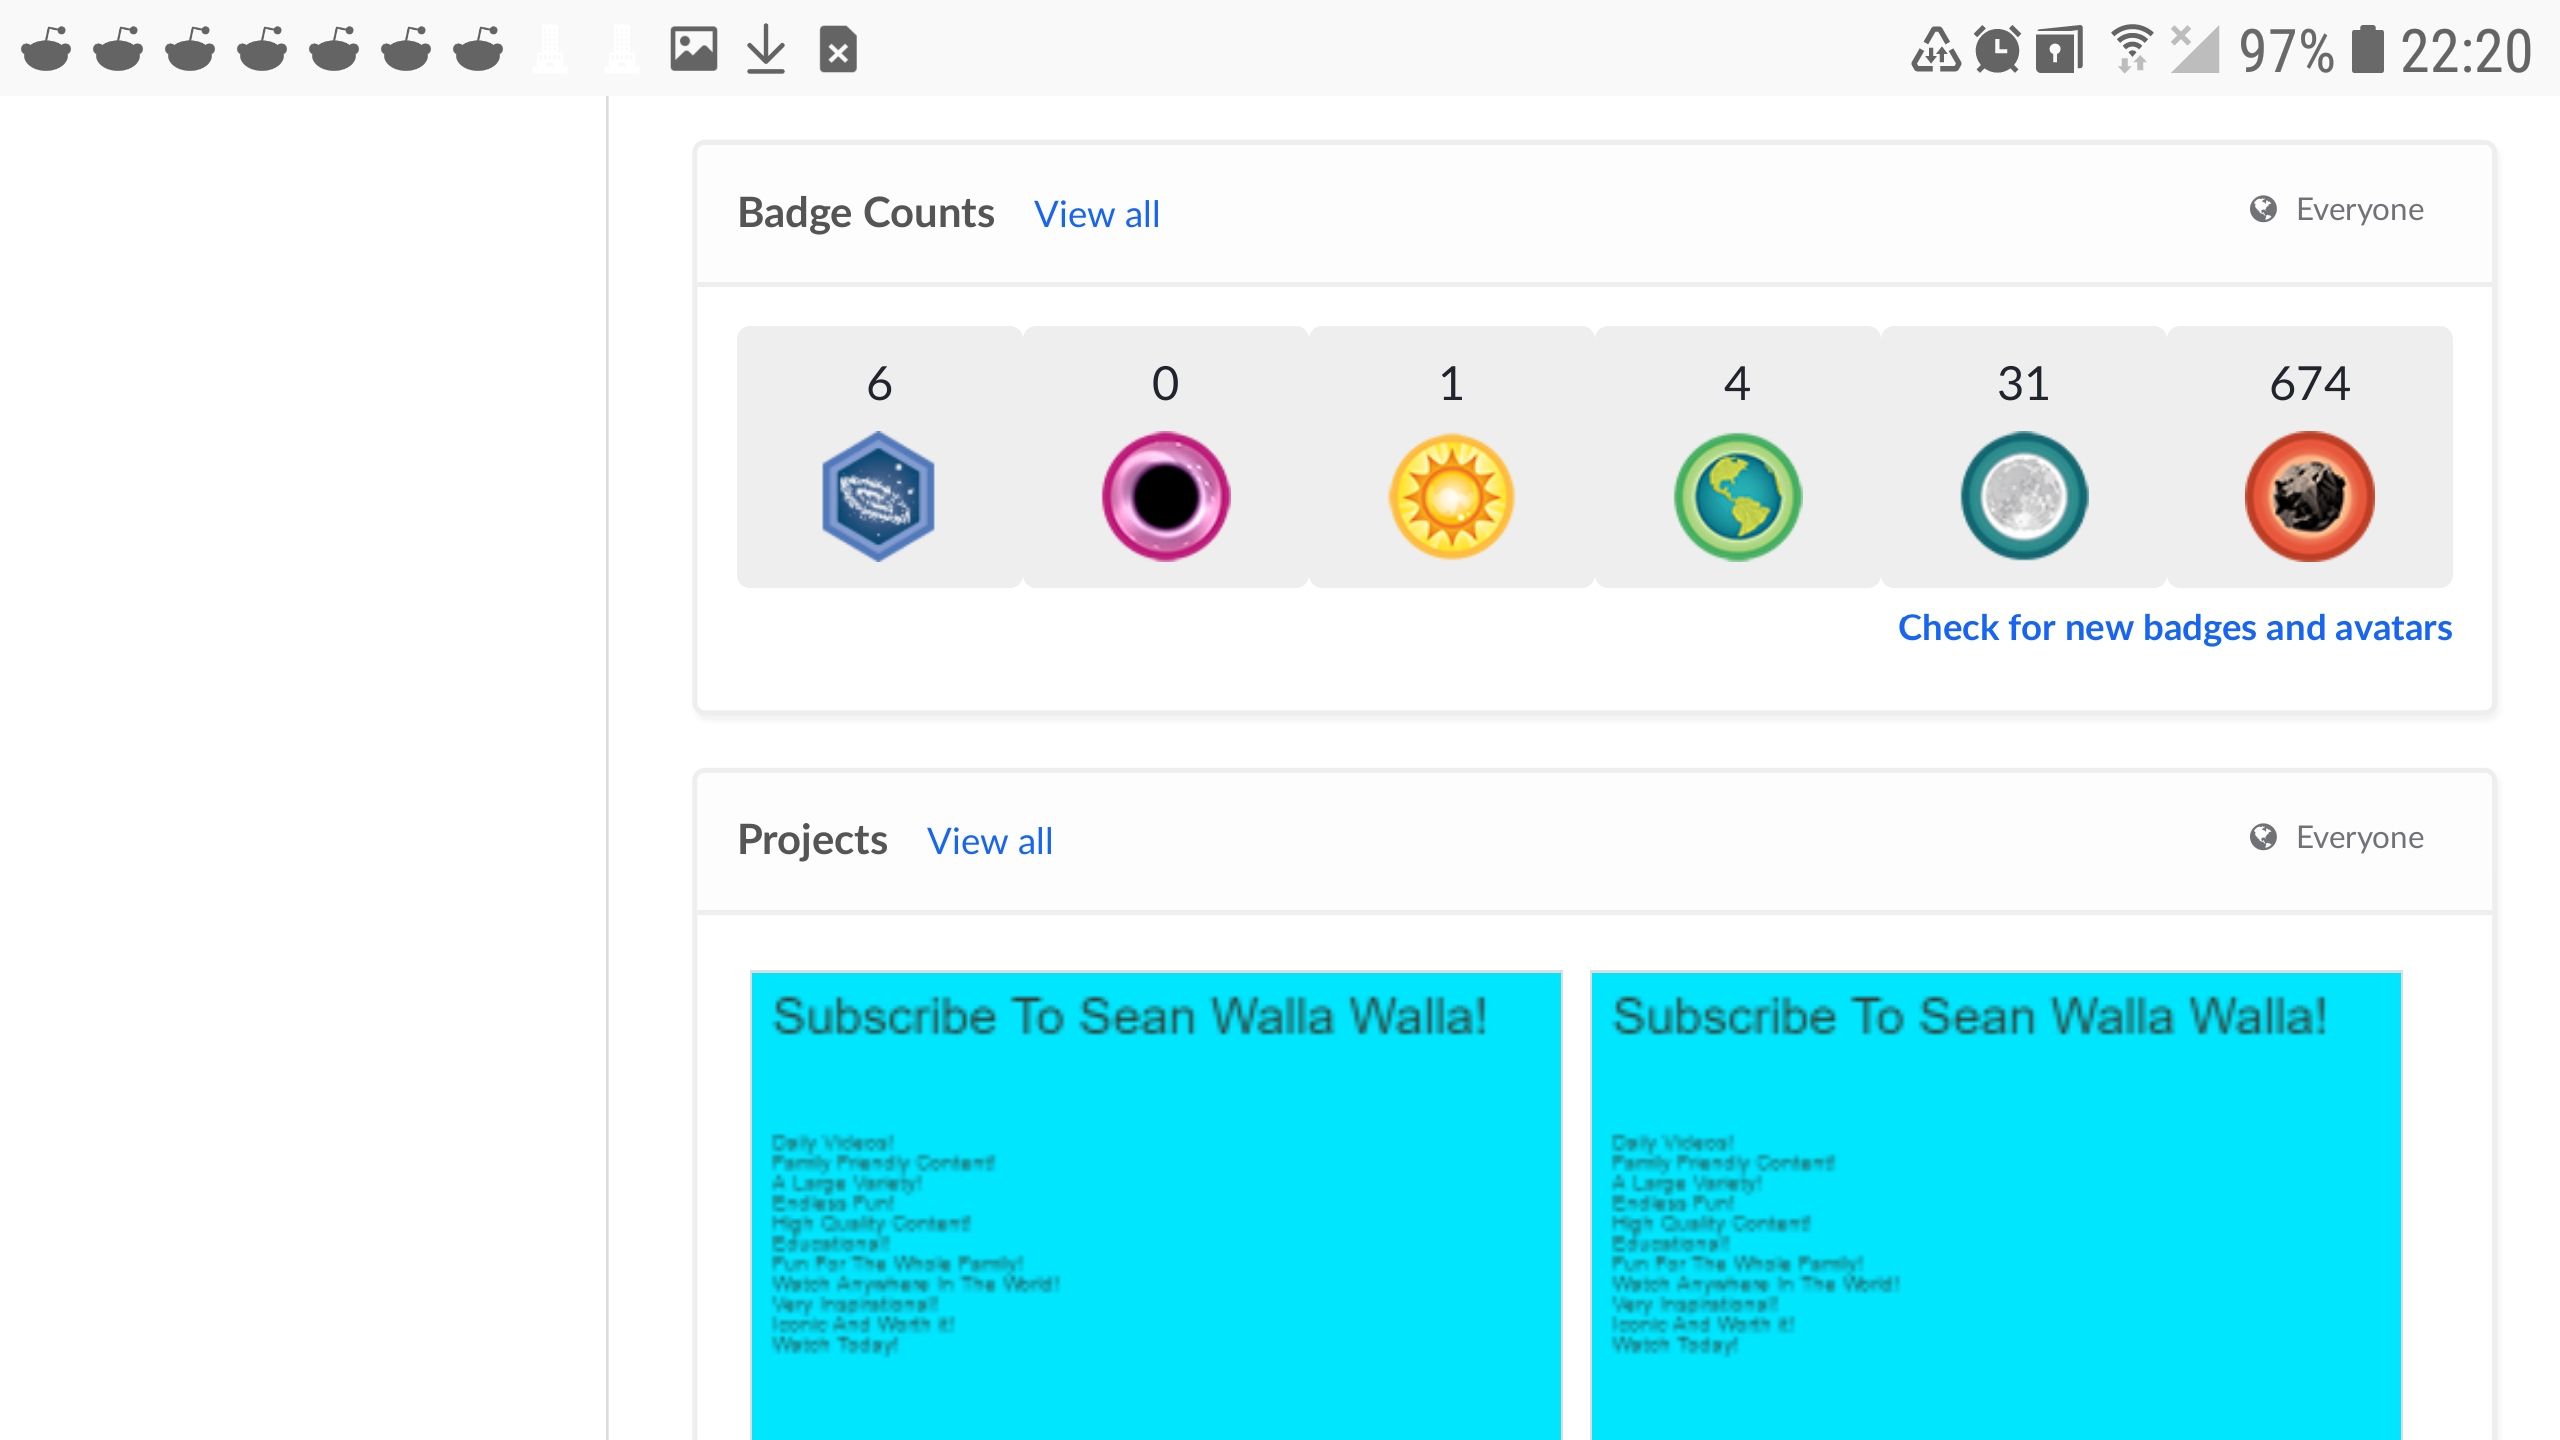 97% 22:20
Badge Counts View all Everyone
6 0 1 4 31 674
Check for new badges and avatars
Projects View all Everyone
Subscribe To Sean Walla Walla!
Daily Videos!
Family Friendly Content!
A Large Variety!
Endless Fun!
High Quality Content!
Educational!
Fun For The Whole Family!
Watch Anywhere In The World!
Very Inspirational!
Iconic And Worth it!
Watch Today!
Subscribe To Sean Walla Walla!
Daily Videos!
Family Friendly Content!
A Large Variety!
Endless Fun!
High Quality Content!
Educational!
Fun For The Whole Family!
Watch Anywhere In The World!
Very Inspirational!
Iconic And Worth it!
Watch Today!